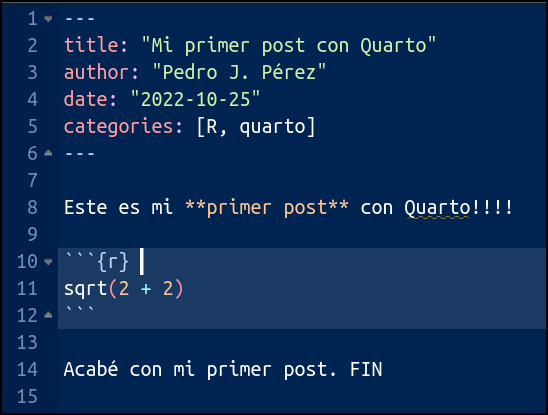 1 ---
2 title: "Mi primer post con Quarto"
3 author: "Pedro J. Pérez"
4 date: "2022-10-25"
5 categories: [R, quarto]
6 ---
7
8 Este es mi **primer post** con Quarto!!!!
9
10 ```{r}
11 sqrt(2 + 2)
12 ```
13
14 Acabé con mi primer post. FIN
15